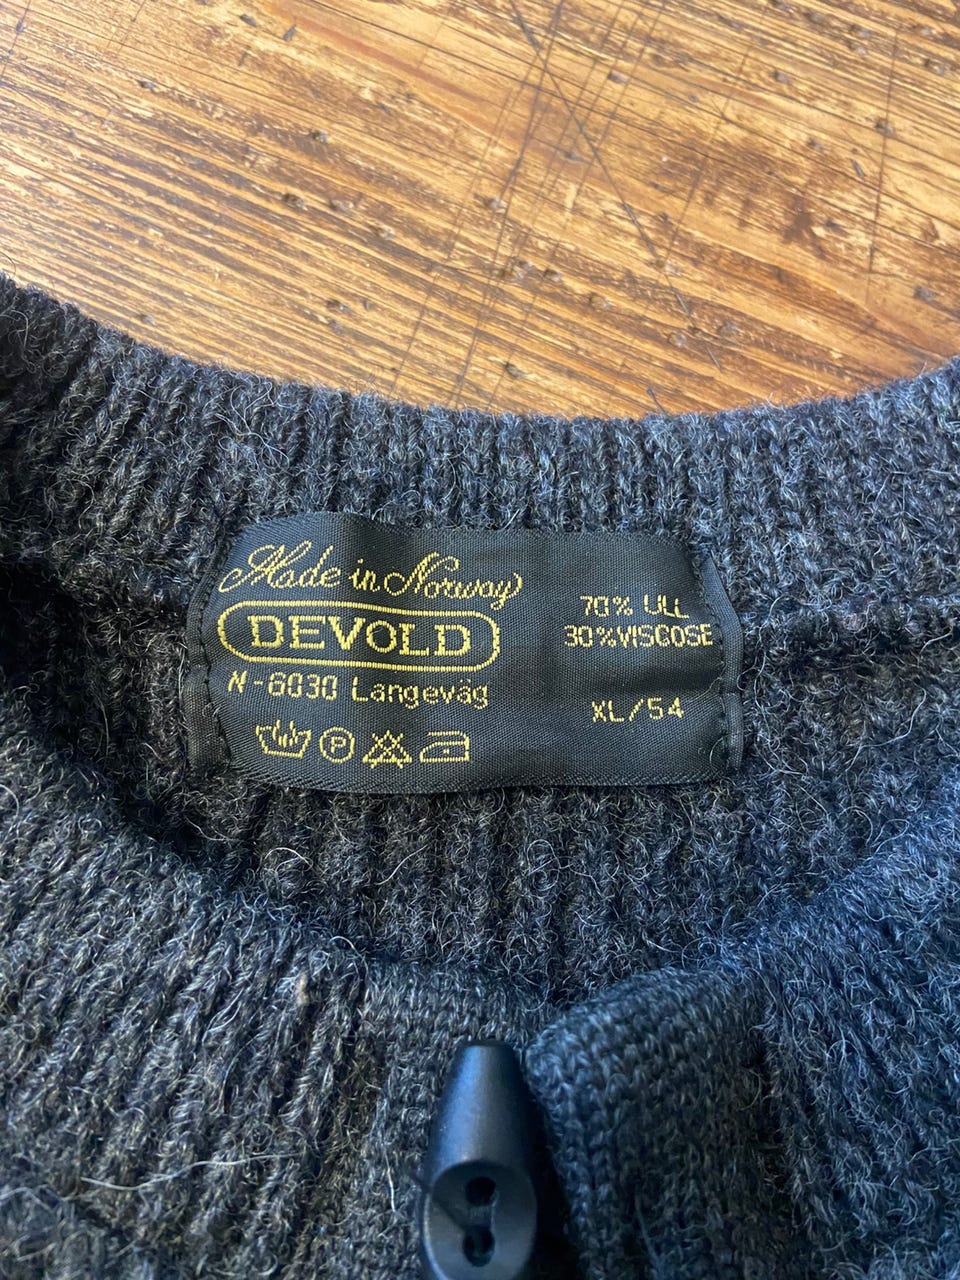 Made in Norway
DEVOLD
N-6030 Langevåg
P
70% ULL
30% VISCOSE
XL/54